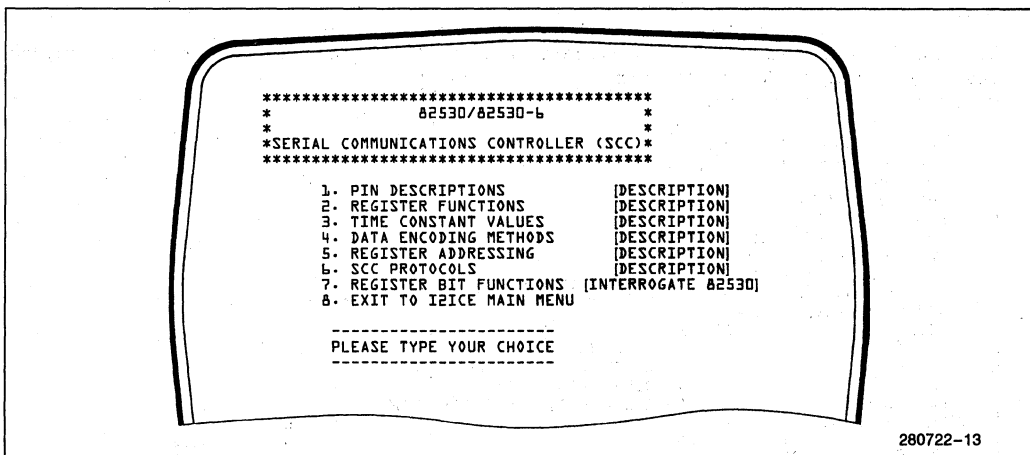 *****************************************
* 82530/82530-6 *
* *
*SERIAL COMMUNICATIONS CONTROLLER (SCC)*
*****************************************
1. PIN DESCRIPTIONS [DESCRIPTION]
2. REGISTER FUNCTIONS [DESCRIPTION]
3. TIME CONSTANT VALUES [DESCRIPTION]
4. DATA ENCODING METHODS [DESCRIPTION]
5. REGISTER ADDRESSING [DESCRIPTION]
6. SCC PROTOCOLS [DESCRIPTION]
7. REGISTER BIT FUNCTIONS [INTERROGATE 82530]
8. EXIT TO I2ICE MAIN MENU
-----------------------
PLEASE TYPE YOUR CHOICE
-----------------------
280722-13